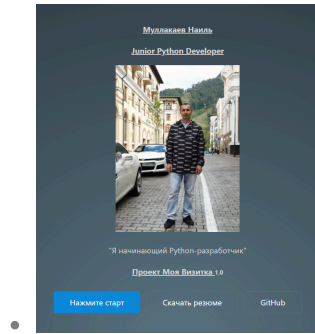 Муллакаев Наиль
Junior Python Developer
"Я начинающий Python-разработчик"
Проект Моя Визитка 1.0
Нажмите старт
Скачать резюме
GitHub